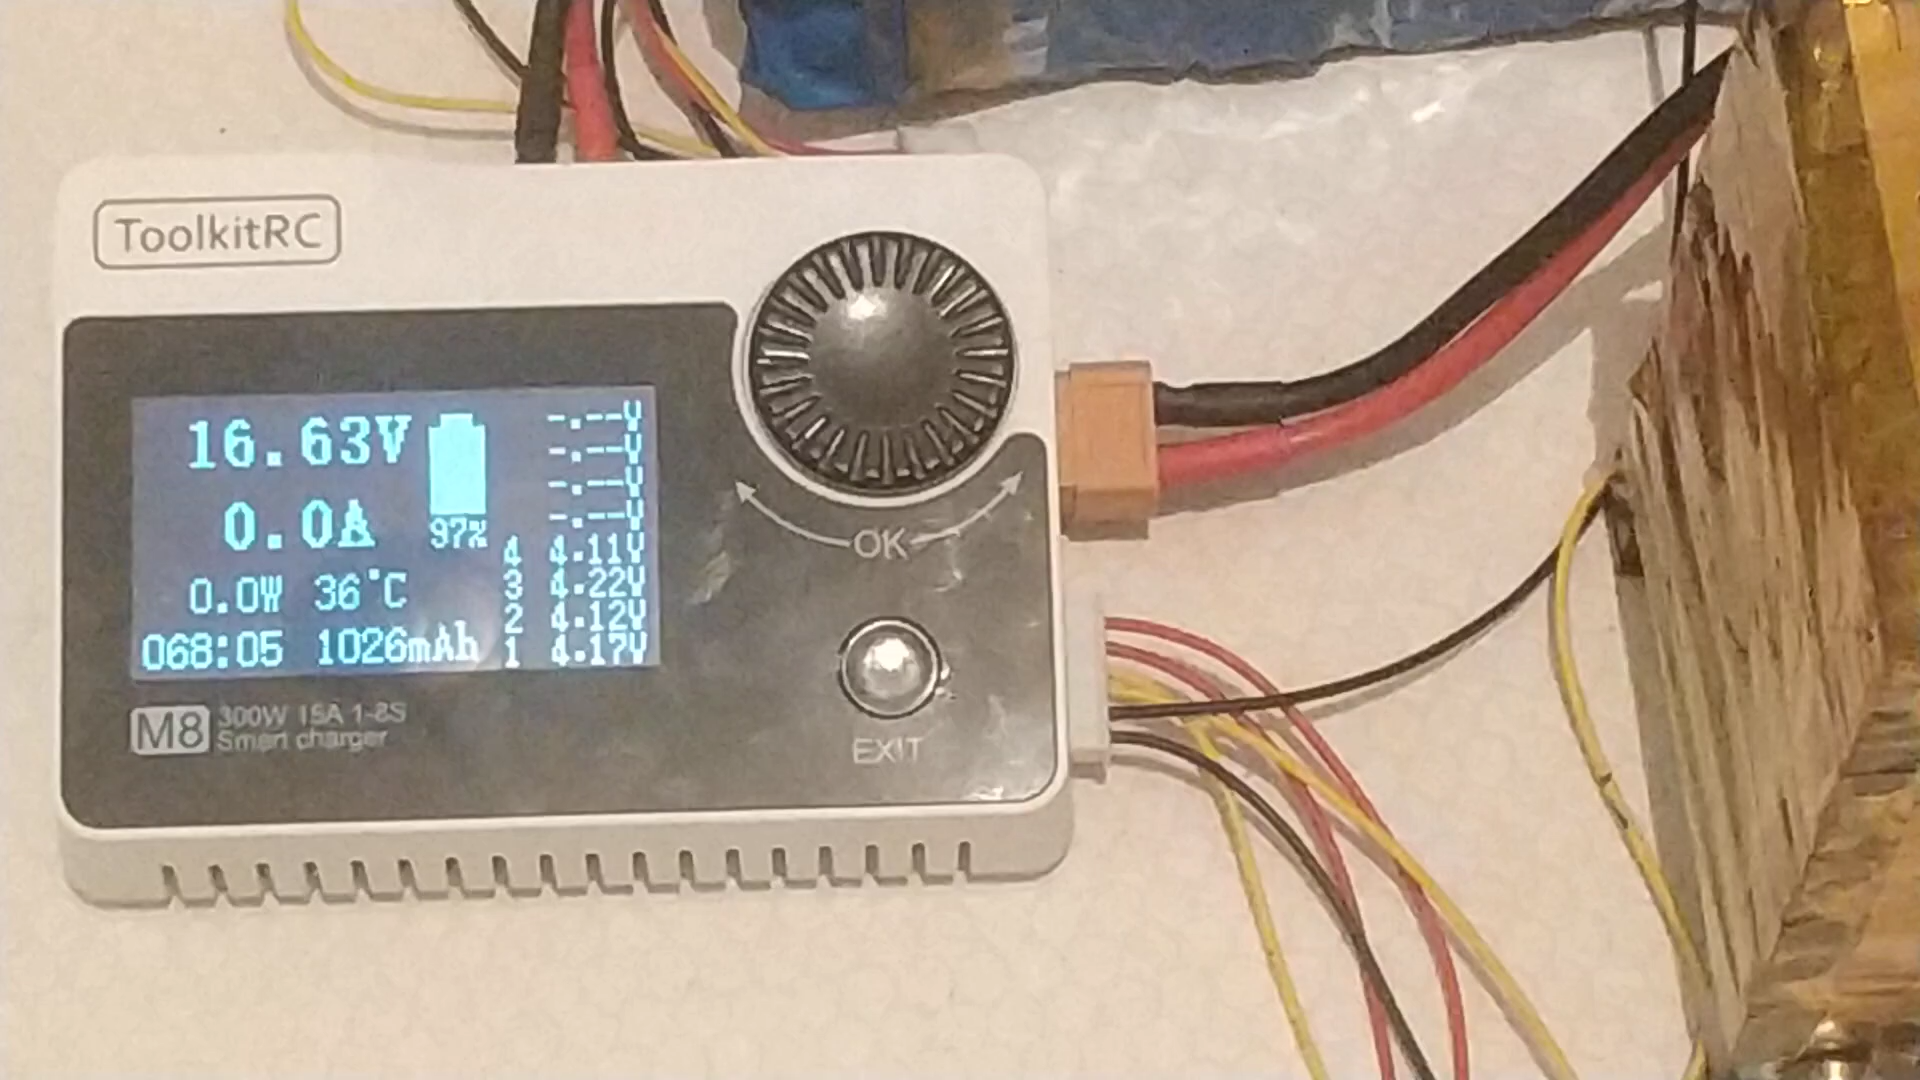 ToolkitRC
16.63V
0.0A
97%
0.0W 36°C
068:05 1026mAh
-.--V
-.--V
-.--V
-.--V
4 4.11V
3 4.22V
2 4.12V
1 4.17V
OK
EXIT
M8 300W 15A 1-8S
Smart charger